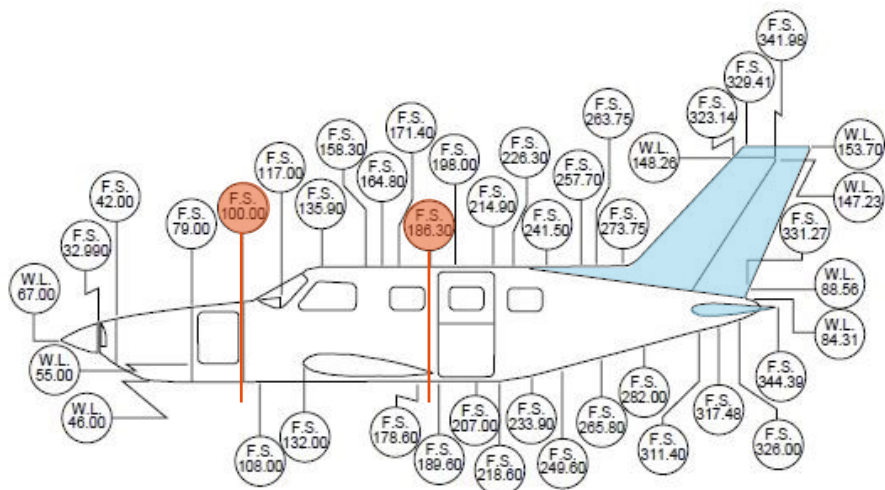 F.S.
341.98
F.S.
329.41
F.S.
323.14
F.S.
263.75
W.L.
148.26
W.L.
153.70
F.S.
171.40
F.S.
158.30
F.S.
198.00
F.S.
226.30
F.S.
117.00
F.S.
164.80
F.S.
257.70
W.L.
147.23
F.S.
42.00
F.S.
79.00
F.S.
100.00
F.S.
135.90
F.S.
186.30
F.S.
214.90
F.S.
241.50
F.S.
273.75
F.S.
331.27
F.S.
32.990
W.L.
67.00
W.L.
88.56
W.L.
84.31
W.L.
55.00
W.L.
46.00
F.S.
344.39
F.S.
108.00
F.S.
132.00
F.S.
178.60
F.S.
189.60
F.S.
207.00
F.S.
218.60
F.S.
233.90
F.S.
249.60
F.S.
265.80
F.S.
282.00
F.S.
311.40
F.S.
317.48
F.S.
326.00